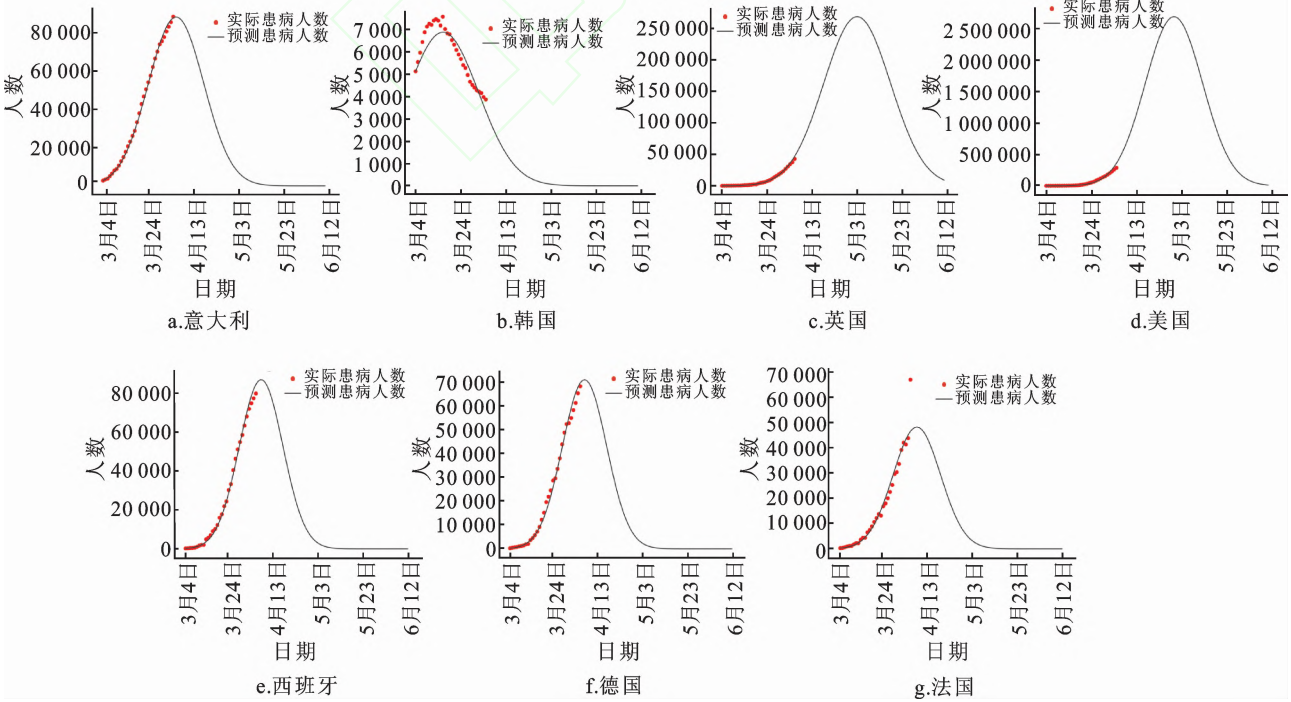 80 000
60 000
40 000
20 000
0
人数
实际患病人数
预测患病人数
3月4日
3月24日
4月13日
5月3日
5月23日
6月12日
日期
a.意大利
7 000
6 000
5 000
4 000
3 000
2 000
1 000
0
人数
实际患病人数
预测患病人数
3月4日
3月24日
4月13日
5月3日
5月23日
6月12日
日期
b.韩国
250 000
200 000
150 000
100 000
50 000
0
人数
实际患病人数
预测患病人数
3月4日
3月24日
4月13日
5月3日
5月23日
6月12日
日期
c.英国
2 500 000
2 000 000
1 500 000
1 000 000
500 000
0
人数
实际患病人数
预测患病人数
3月4日
3月24日
4月13日
5月3日
5月23日
6月12日
日期
d.美国
80 000
60 000
40 000
20 000
0
人数
实际患病人数
预测患病人数
3月4日
3月24日
4月13日
5月3日
5月23日
6月12日
日期
e.西班牙
70 000
60 000
50 000
40 000
30 000
20 000
10 000
0
人数
实际患病人数
预测患病人数
3月4日
3月24日
4月13日
5月3日
5月23日
6月12日
日期
f.德国
70 000
60 000
50 000
40 000
30 000
20 000
10 000
0
人数
实际患病人数
预测患病人数
3月4日
3月24日
4月13日
5月3日
5月23日
6月12日
日期
g.法国